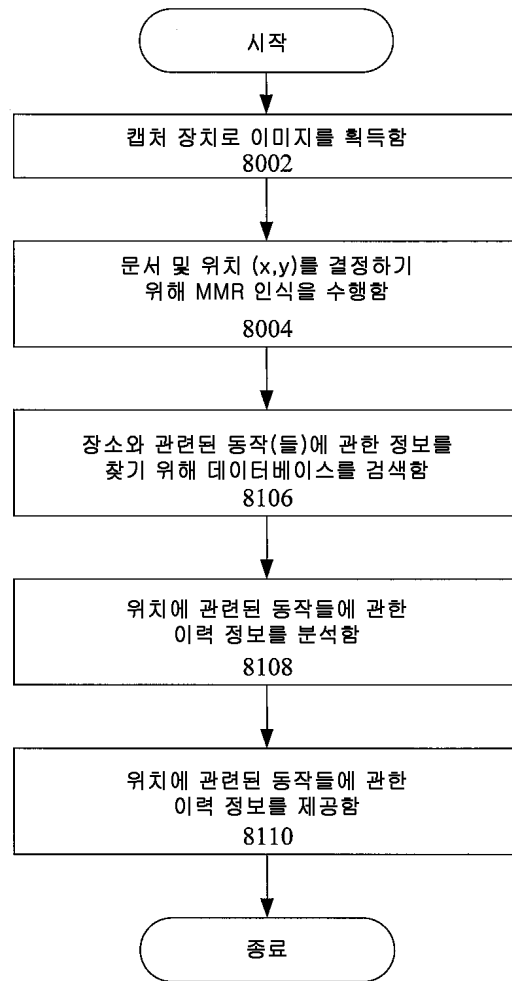 시작
캡처 장치로 이미지를 획득함
8002
문서 및 위치 (x,y)를 결정하기
위해 MMR 인식을 수행함
8004
장소와 관련된 동작(들)에 관한 정보를
찾기 위해 데이터베이스를 검색함
8106
위치에 관련된 동작들에 관한
이력 정보를 분석함
8108
위치에 관련된 동작들에 관한
이력 정보를 제공함
8110
종료